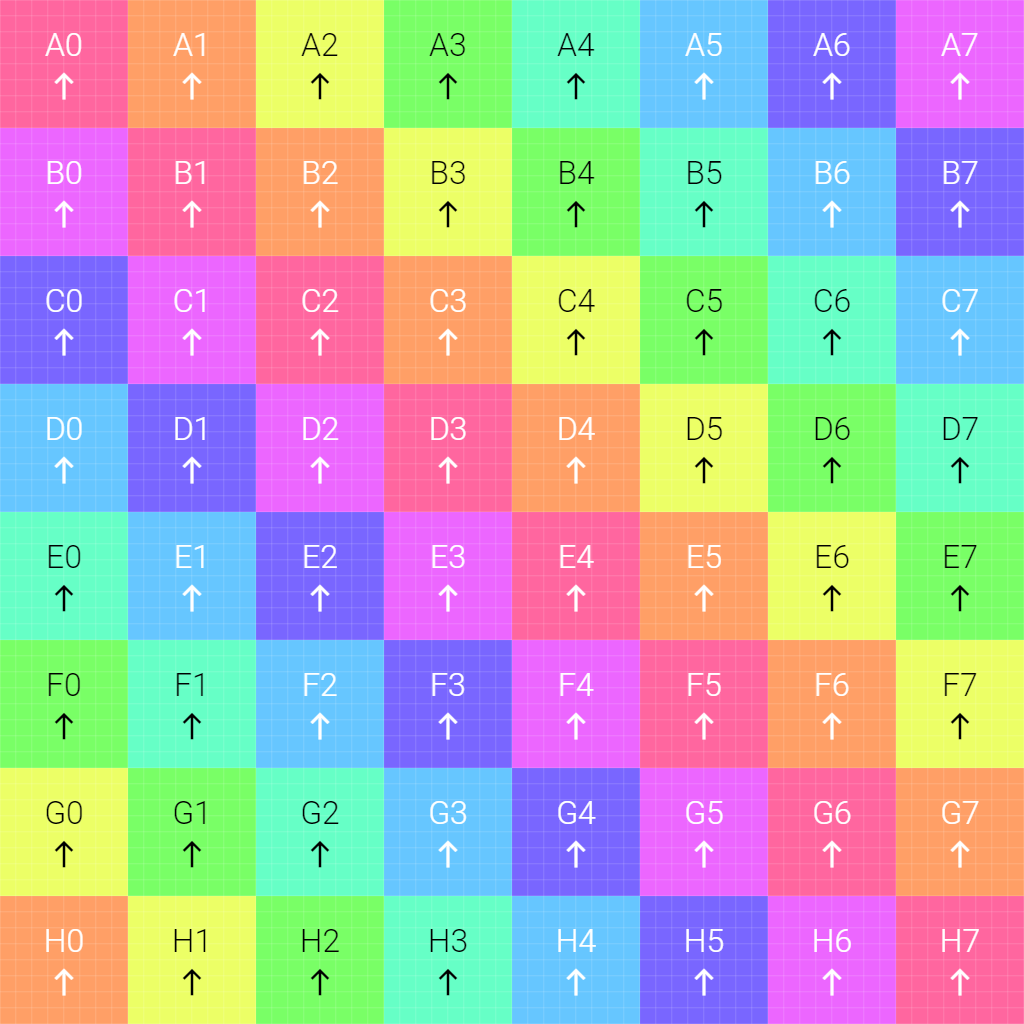 A0 A1 A2 A3 A4 A5 A6 A7
↑ ↑ ↑ ↑ ↑ ↑ ↑ ↑
B0 B1 B2 B3 B4 B5 B6 B7
↑ ↑ ↑ ↑ ↑ ↑ ↑ ↑
C0 C1 C2 C3 C4 C5 C6 C7
↑ ↑ ↑ ↑ ↑ ↑ ↑ ↑
D0 D1 D2 D3 D4 D5 D6 D7
↑ ↑ ↑ ↑ ↑ ↑ ↑ ↑
E0 E1 E2 E3 E4 E5 E6 E7
↑ ↑ ↑ ↑ ↑ ↑ ↑ ↑
F0 F1 F2 F3 F4 F5 F6 F7
↑ ↑ ↑ ↑ ↑ ↑ ↑ ↑
G0 G1 G2 G3 G4 G5 G6 G7
↑ ↑ ↑ ↑ ↑ ↑ ↑ ↑
H0 H1 H2 H3 H4 H5 H6 H7
↑ ↑ ↑ ↑ ↑ ↑ ↑ ↑